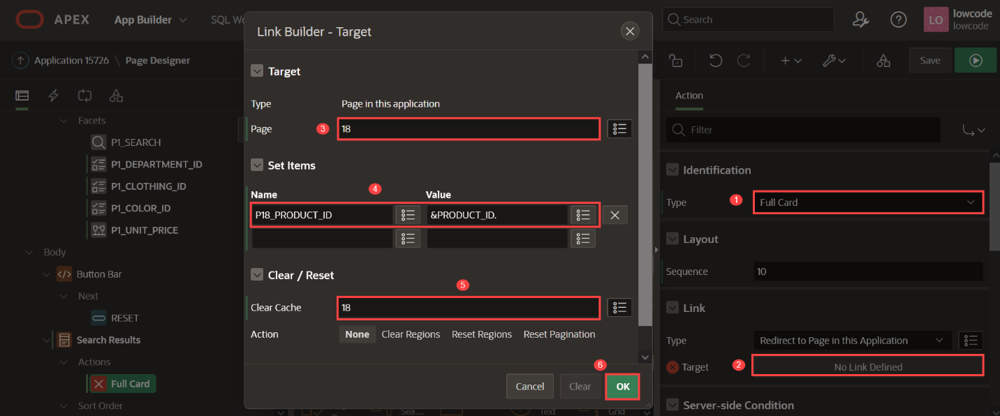 APEX
App Builder
SQL Wo
Search
LO
lowcode
lowcode
Application 15726 \ Page Designer
Save
Facets
P1_SEARCH
P1_DEPARTMENT_ID
P1_CLOTHING_ID
P1_COLOR_ID
P1_UNIT_PRICE
Body
Button Bar
Next
RESET
Search Results
Actions
Full Card
Sort Order
Link Builder - Target
Target
Type Page in this application
Page 3 18
Set Items
4
Name Value
P18_PRODUCT_ID &PRODUCT_ID.
Clear / Reset
5
Clear Cache 18
Action None Clear Regions Reset Regions Reset Pagination
6
Cancel Clear OK
Sea...
Text
Grid
Action
Filter
Identification
Type 1 Full Card
Layout
Sequence 10
Link
Type Redirect to Page in this Application
Target 2 No Link Defined
Server-side Condition